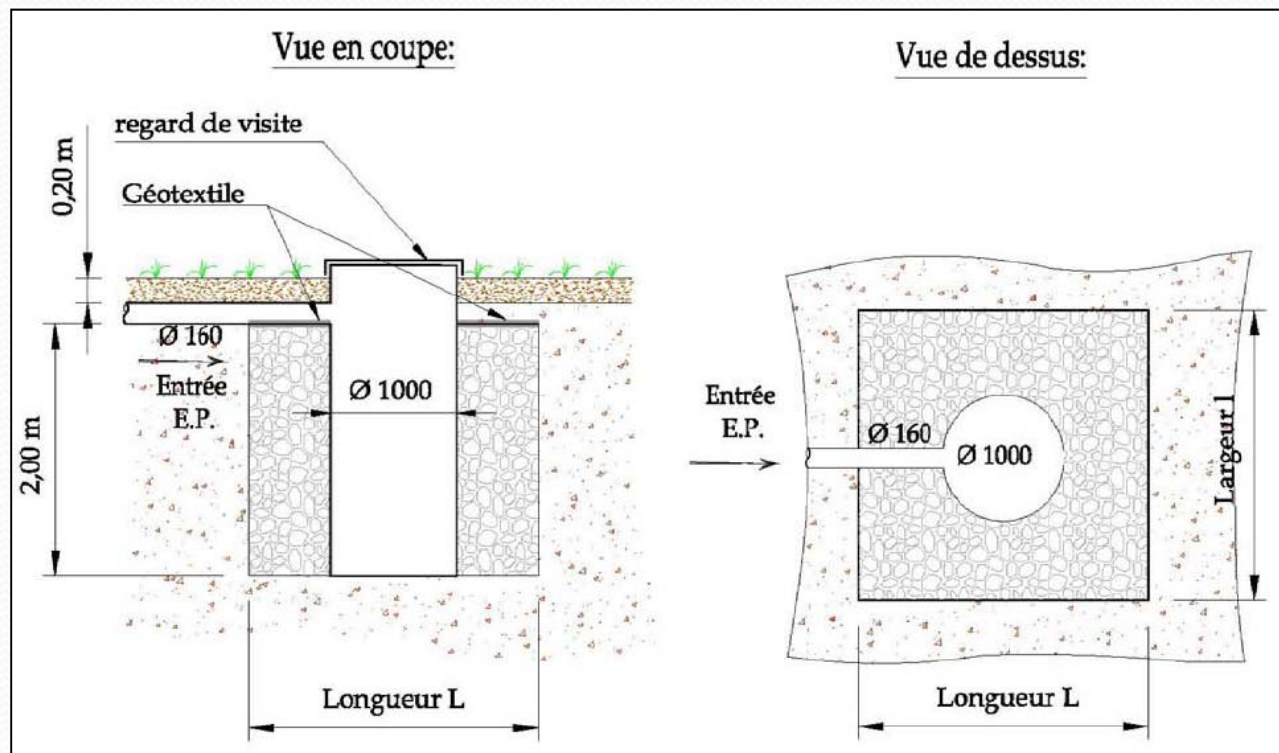 Vue en coupe:
regard de visite
Géotextile
0,20 m
Ø 160
Entrée
E.P.
Ø 1000
2,00 m
Longueur L
Vue de dessus:
Entrée
E.P.
Ø 160
Ø 1000
Largeur l
Longueur L